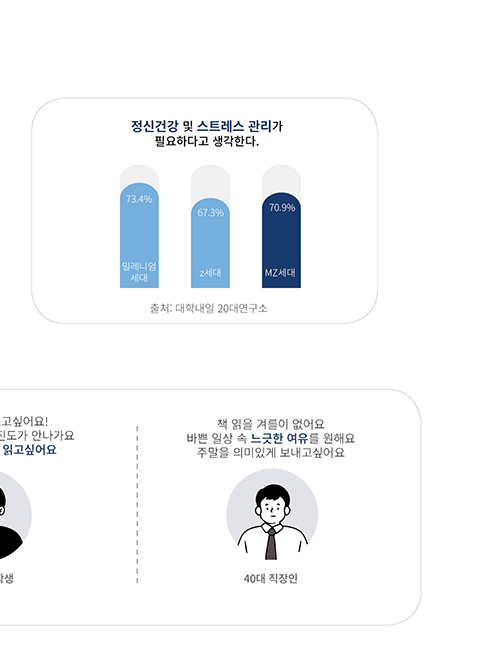 정신건강 및 스트레스 관리가
필요하다고 생각한다.
73.4%
67.3%
70.9%
밀레니엄
세대
z세대
MZ세대
출처: 대학내일 20대연구소
고싶어요!
진도가 안나가요
읽고싶어요
학생
책 읽을 겨를이 없어요
바쁜 일상 속 느긋한 여유를 원해요
주말을 의미있게 보내고싶어요
40대 직장인